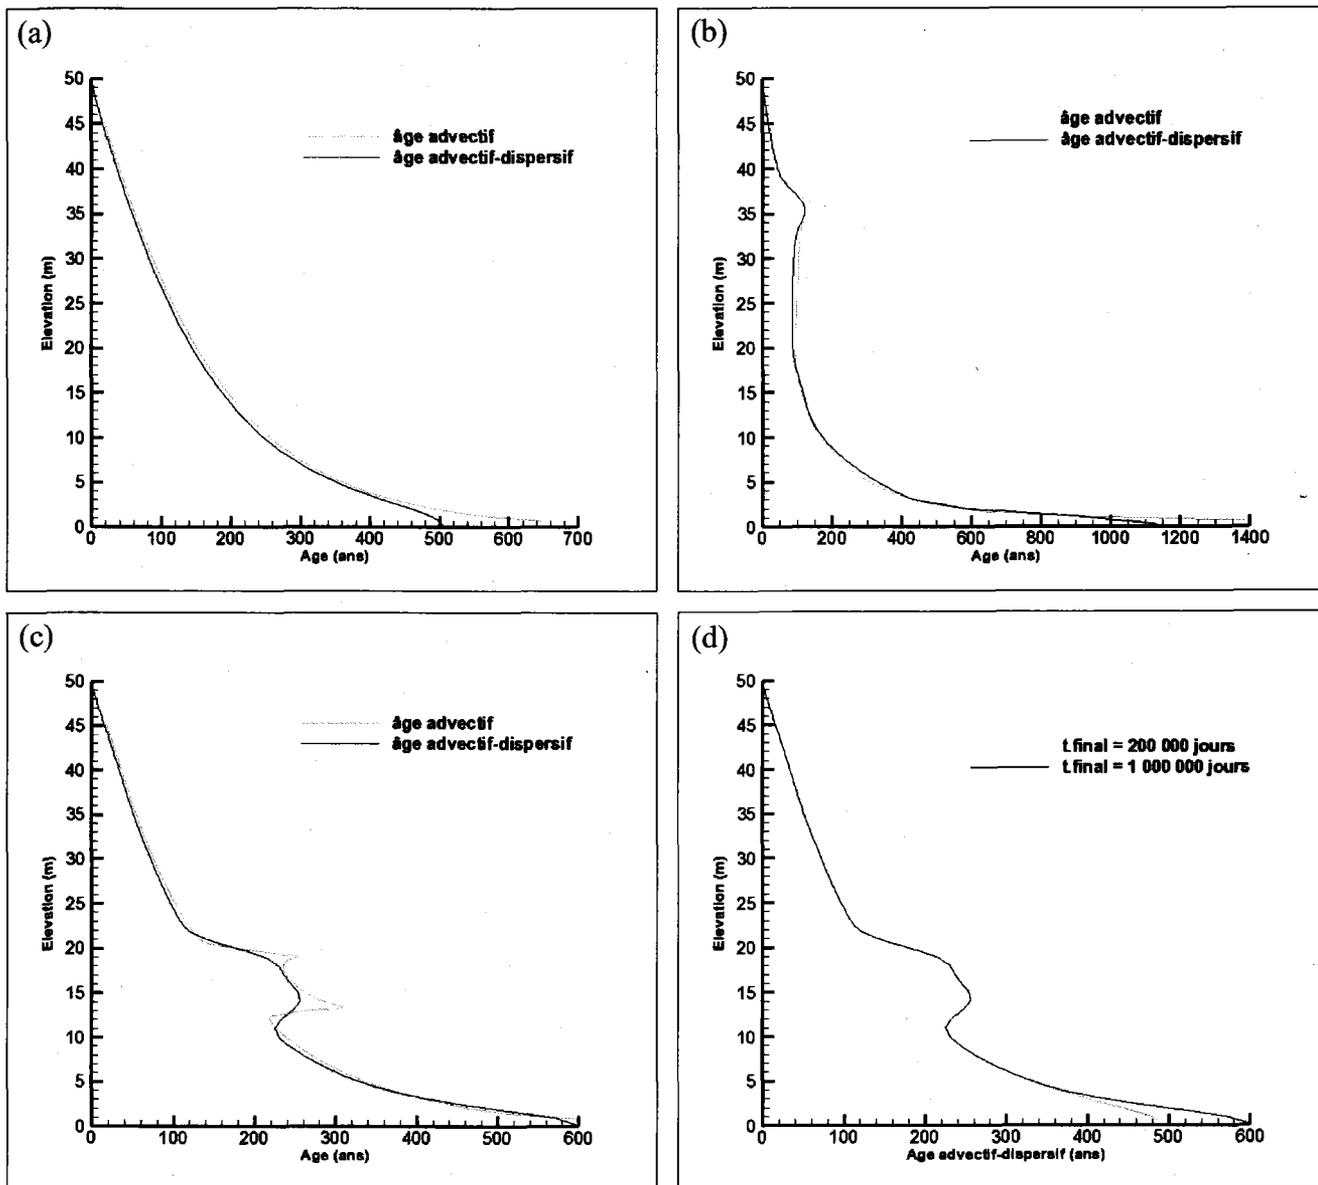 (a)
50
45
40
35
30
25
20
15
10
5
0
Elevation (m)
âge advectif
âge advectif-dispersif
0 100 200 300 400 500 600 700
Age (ans)
(b)
50
45
40
35
30
25
20
15
10
5
0
Elevation (m)
âge advectif
âge advectif-dispersif
0 200 400 600 800 1000 1200 1400
Age (ans)
(c)
50
45
40
35
30
25
20
15
10
5
0
Elevation (m)
âge advectif
âge advectif-dispersif
0 100 200 300 400 500 600
Age (ans)
(d)
50
45
40
35
30
25
20
15
10
5
0
Elevation (m)
t.final = 200 000 jours
t.final = 1 000 000 jours
0 100 200 300 400 500 600
Age advectif-dispersif (ans)